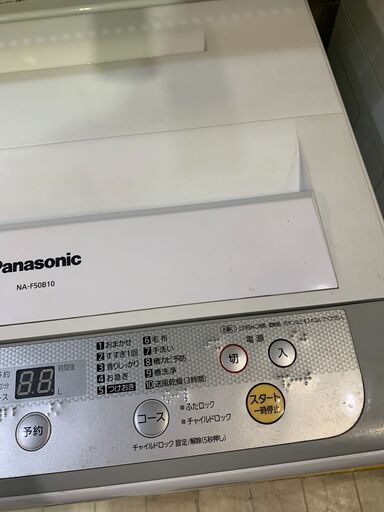 Panasonic
NA-F50B10
予約
時間後
L
ース
予約
1 おまかせ
2 すすぎ1回
3 香りしっかり
4 お急ぎ
5 つけおき
6 毛布
7 手洗い
8 槽カビ予防
9 槽洗浄
10 送風乾燥(3時間)
コース
ふたロック
チャイルドロック
チャイルドロック 設定/解除(5秒押し)
電源
切
入
スタート
一時停止